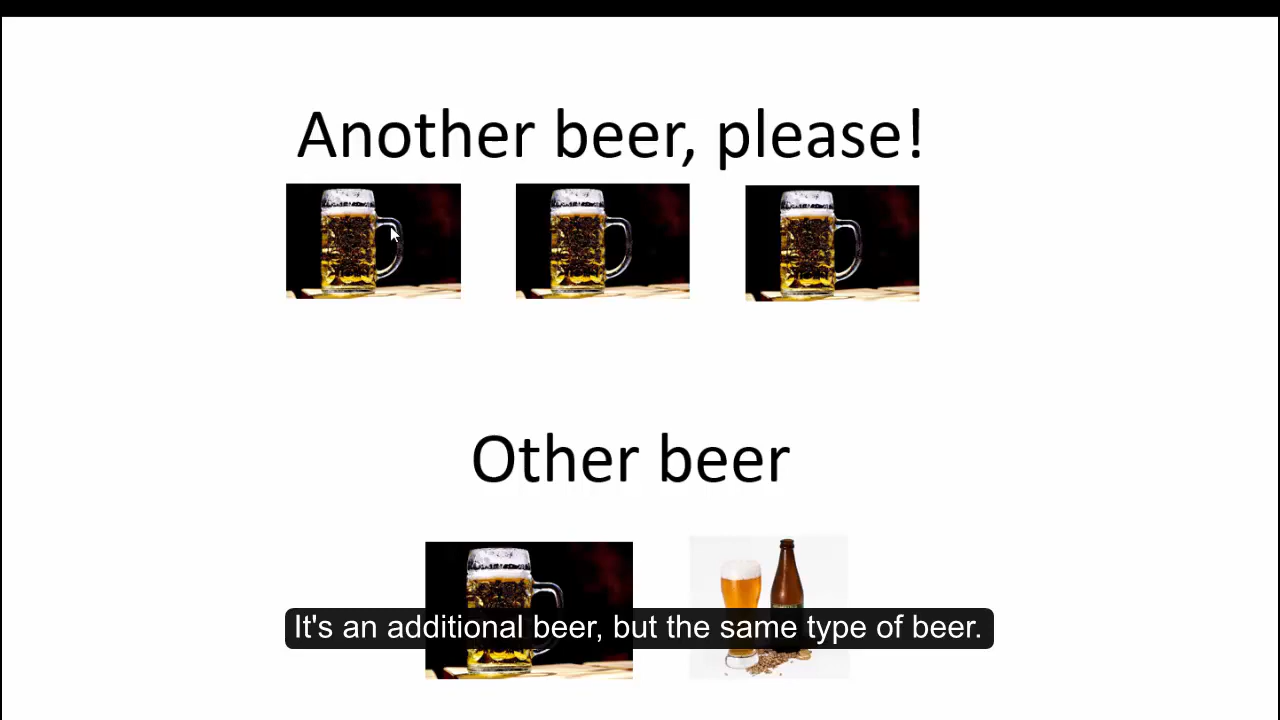 Another beer, please!
Other beer
It's an additional beer, but the same type of beer.